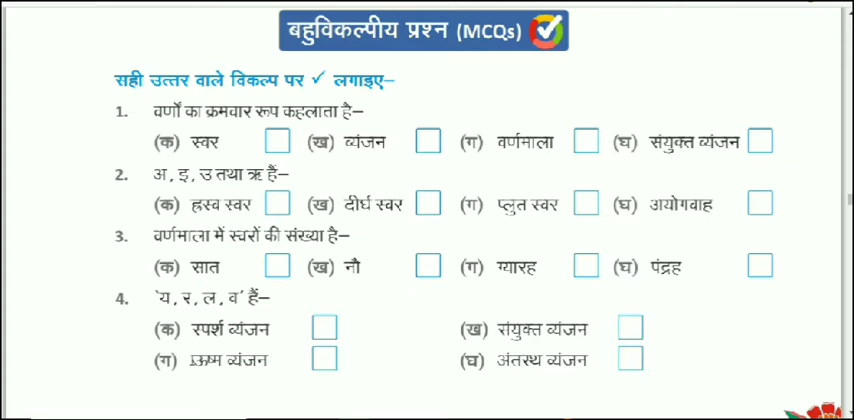 बहुविकल्पीय प्रश्न (MCQs)
सही उत्तर वाले विकल्प पर ✓ लगाइए–
1. वर्णों का क्रमवार रूप कहलाता है–
(क) स्वर (ख) व्यंजन (ग) वर्णमाला (घ) संयुक्त व्यंजन
2. अ, इ, उ तथा ऋ हैं–
(क) ह्रस्व स्वर (ख) दीर्घ स्वर (ग) प्लुत स्वर (घ) अयोगवाह
3. वर्णमाला में स्वरों की संख्या है–
(क) सात (ख) नौ (ग) ग्यारह (घ) पंद्रह
4. 'य, र, ल, व' हैं–
(क) स्पर्श व्यंजन (ख) संयुक्त व्यंजन
(ग) ऊष्म व्यंजन (घ) अंतस्थ व्यंजन